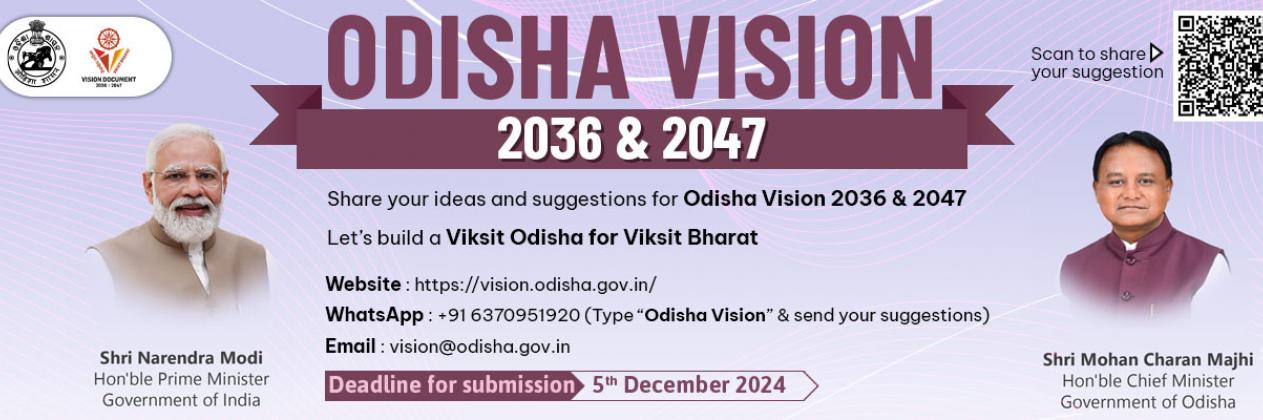 VISION DOCUMENT
2036 | 2047
ODISHA VISION
2036 & 2047
Scan to share
your suggestion
Share your ideas and suggestions for Odisha Vision 2036 & 2047
Let's build a Viksit Odisha for Viksit Bharat
Website : https://vision.odisha.gov.in/
WhatsApp : +91 6370951920 (Type “Odisha Vision” & send your suggestions)
Email : vision@odisha.gov.in
Deadline for submission 5th December 2024
Shri Narendra Modi
Hon'ble Prime Minister
Government of India
Shri Mohan Charan Majhi
Hon'ble Chief Minister
Government of Odisha